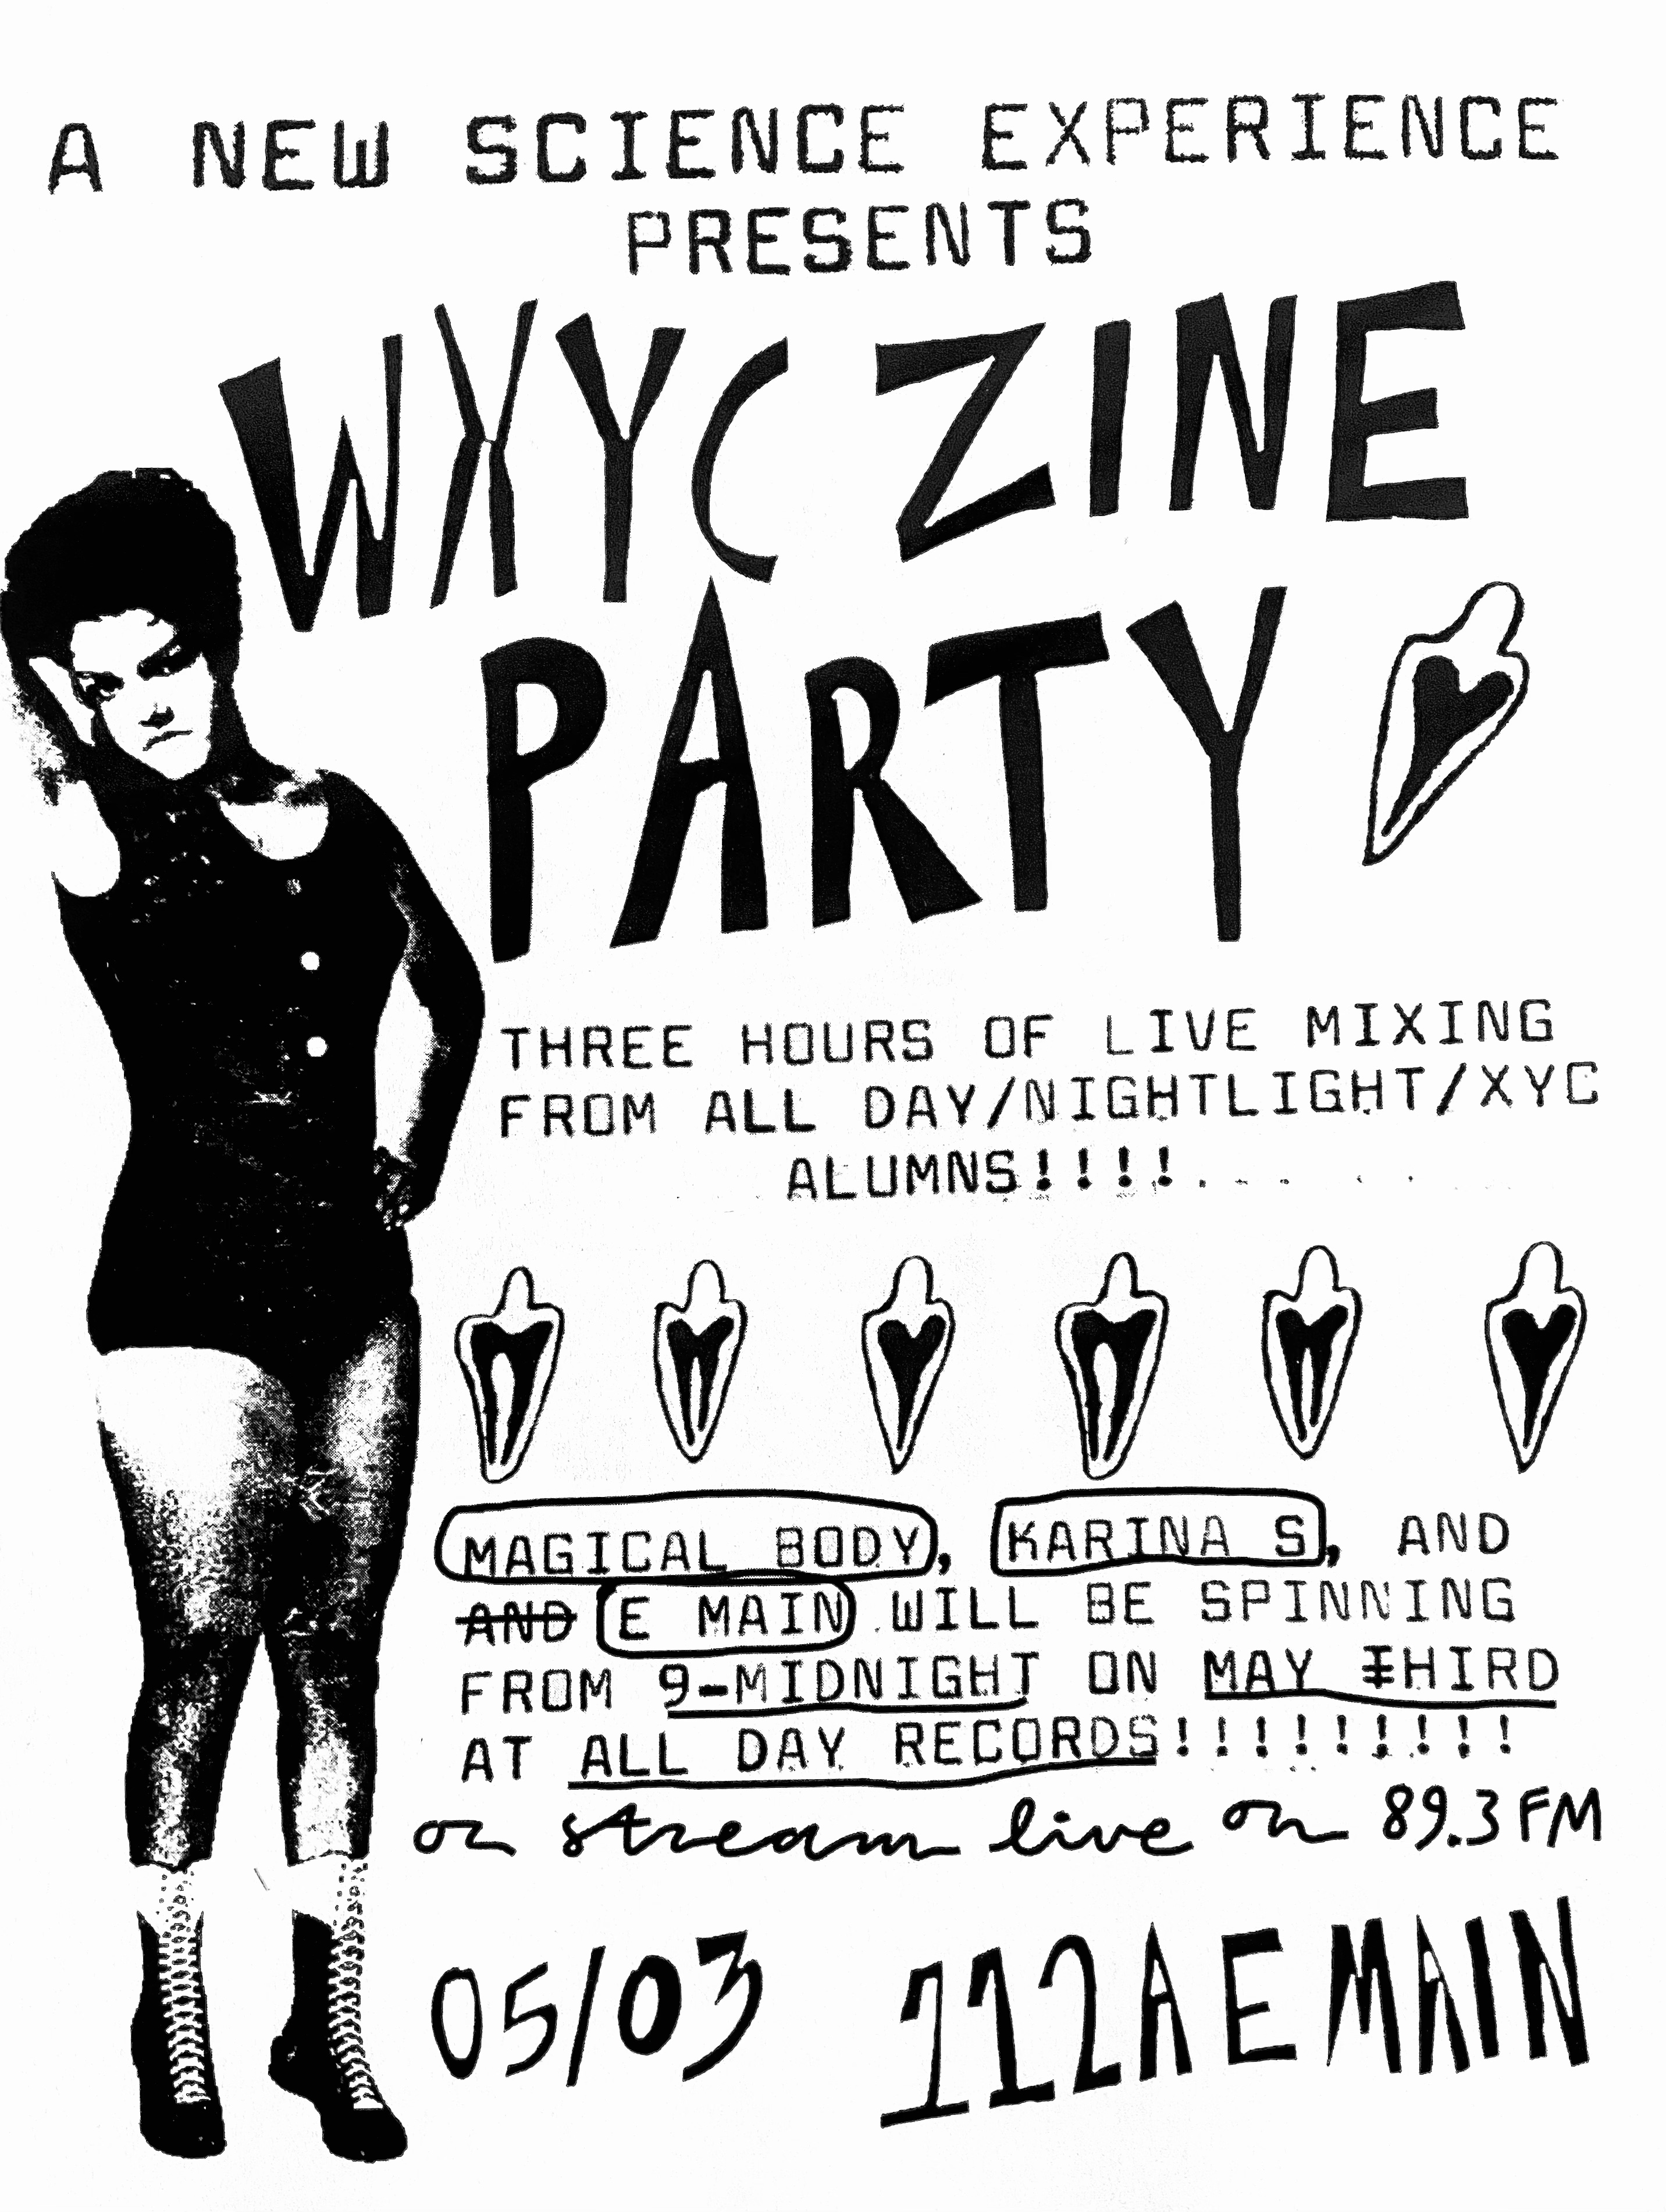 A NEW SCIENCE EXPERIENCE
PRESENTS
WXYC ZINE
PARTY
THREE HOURS OF LIVE MIXING
FROM ALL DAY/NIGHTLIGHT/XYC
ALUMNS!!!!
MAGICAL BODY, KARINA S, AND
AND E MAIN WILL BE SPINNING
FROM 9-MIDNIGHT ON MAY THIRD
AT ALL DAY RECORDS!!!!!!!!!
or stream live on 89.3 FM
05/03 112A E MAIN